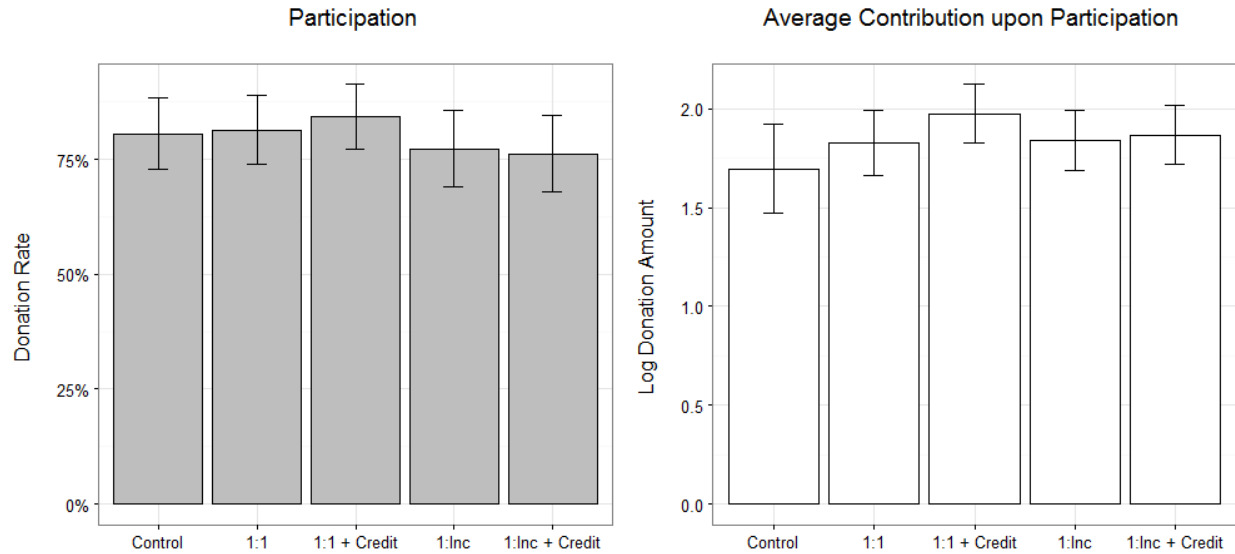 Participation
Donation Rate
75%
50%
25%
0%
Control 1:1 1:1 + Credit 1:Inc 1:Inc + Credit
Average Contribution upon Participation
Log Donation Amount
2.0
1.5
1.0
0.5
0.0
Control 1:1 1:1 + Credit 1:Inc 1:Inc + Credit